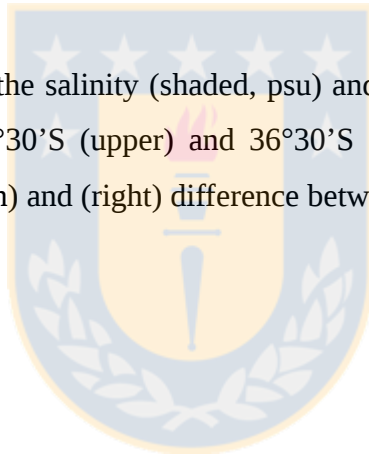 the salinity (shaded, psu) and
°30’S (upper) and 36°30’S
) and (right) difference betw